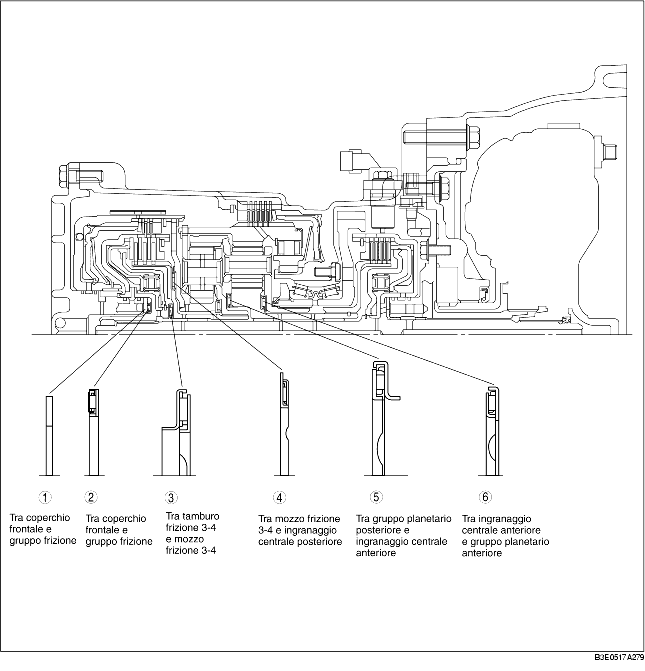 1
Tra coperchio
frontale e
gruppo frizione
2
Tra coperchio
frontale e
gruppo frizione
3
Tra tamburo
frizione 3-4
e mozzo
frizione 3-4
4
Tra mozzo frizione
3-4 e ingranaggio
centrale posteriore
5
Tra gruppo planetario
posteriore e
ingranaggio centrale
anteriore
6
Tra ingranaggio
centrale anteriore
e gruppo planetario
anteriore
B3E0517A279